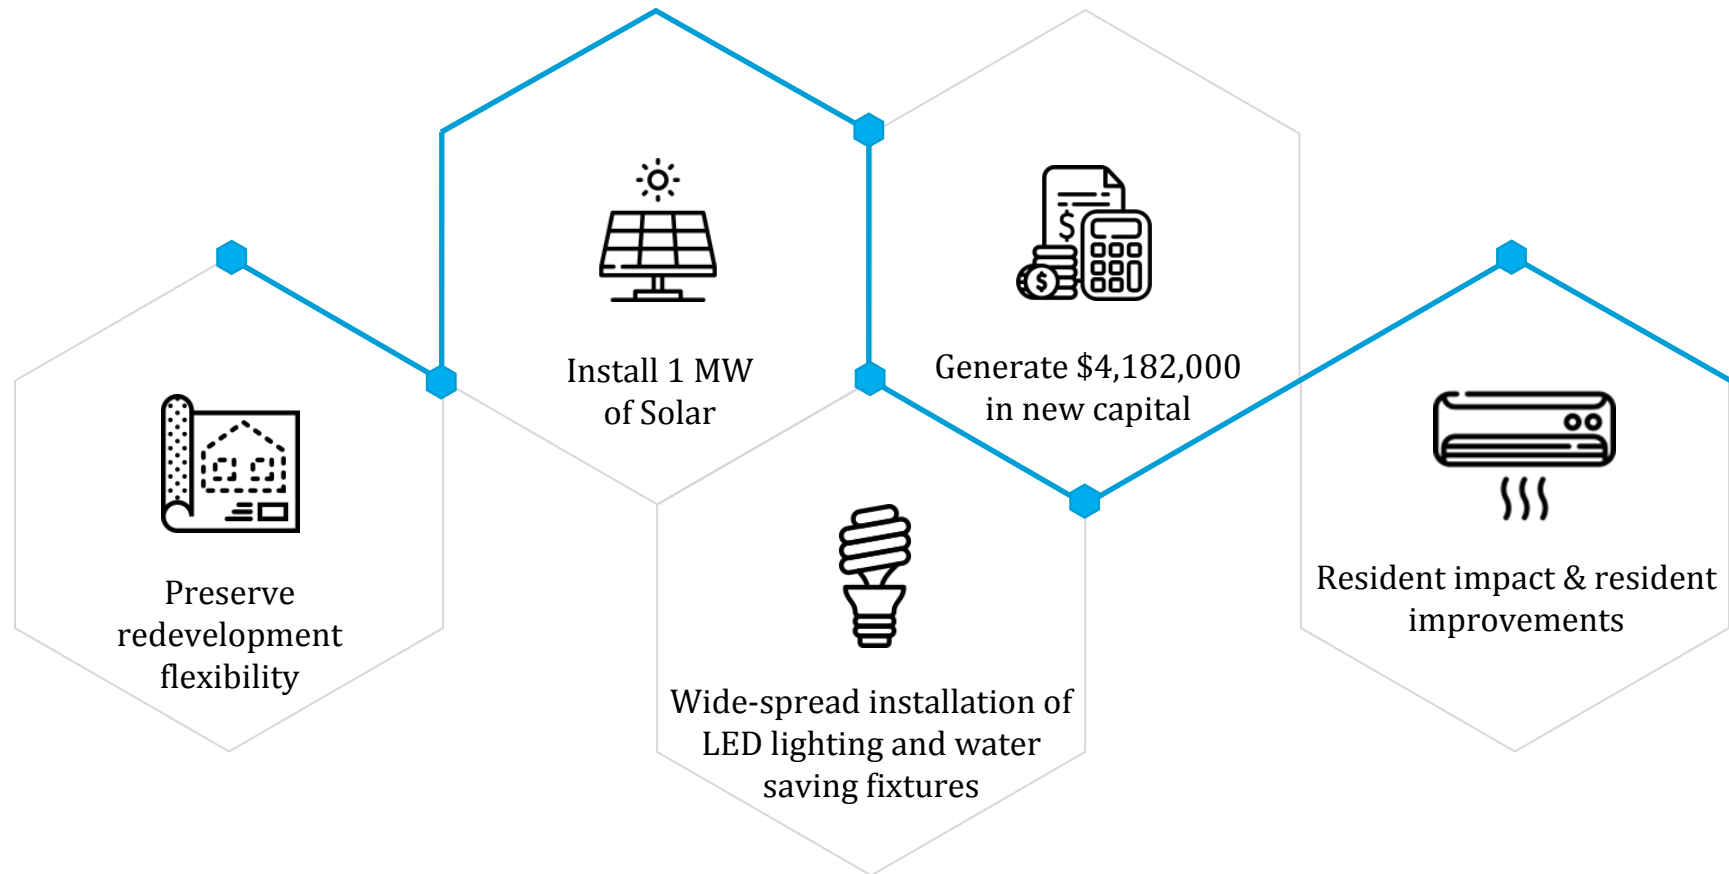 Preserve
redevelopment
flexibility
Install 1 MW
of Solar
Wide-spread installation of
LED lighting and water
saving fixtures
Generate $4,182,000
in new capital
Resident impact & resident
improvements